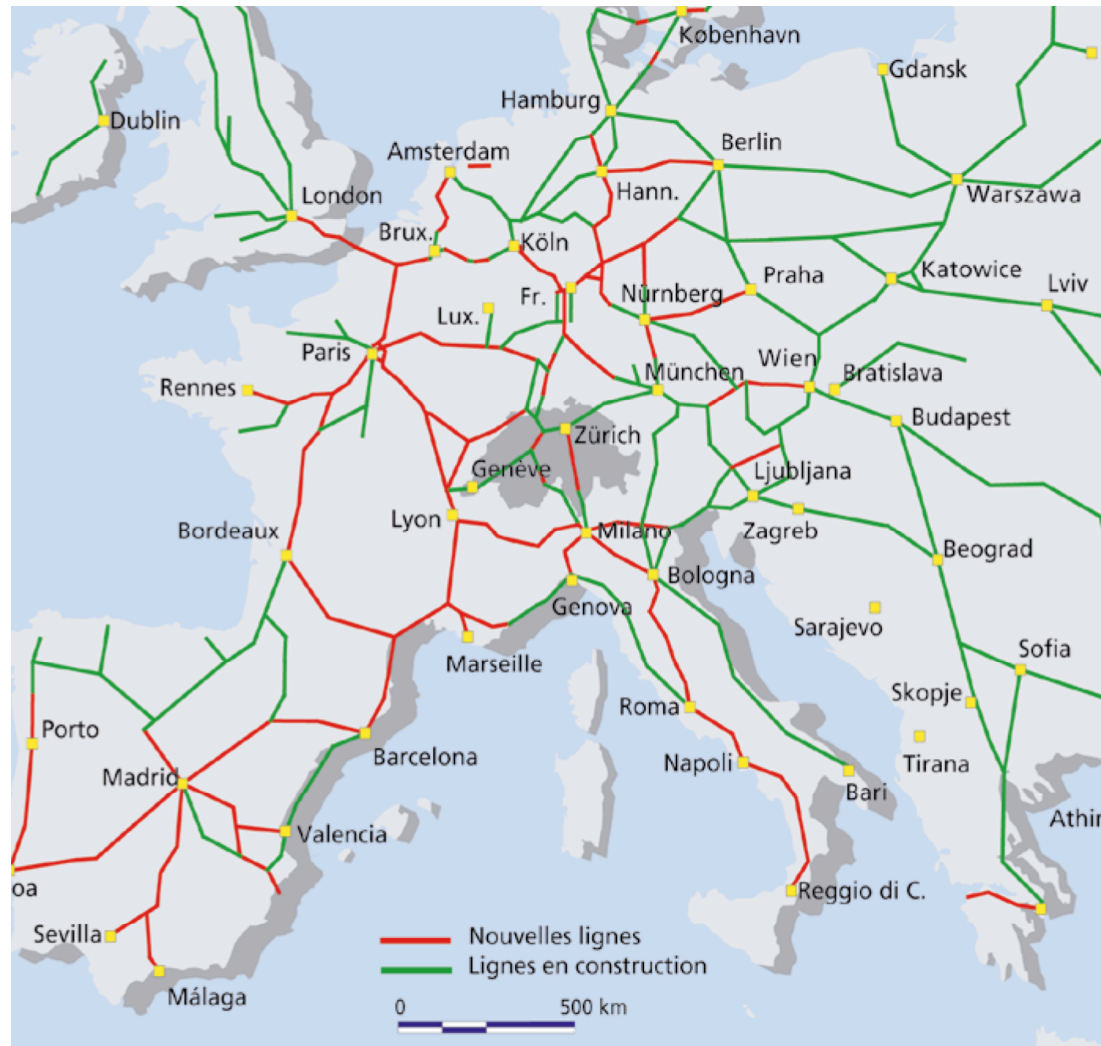 København
Gdansk
Hamburg
Dublin
Berlin
Amsterdam
Hann.
Warszawa
London
Brux.
Köln
Katowice
Praha
Lviv
Fr.
Nürnberg
Lux.
Paris
Wien
München
Bratislava
Rennes
Budapest
Zürich
Genève
Ljubljana
Lyon
Bordeaux
Milano
Zagreb
Beograd
Bologna
Genova
Sarajevo
Marseille
Sofia
Skopje
Roma
Porto
Barcelona
Tirana
Napoli
Madrid
Bari
Athir
Valencia
oa
Reggio di C.
Sevilla
Nouvelles lignes
Lignes en construction
Málaga
0 500 km